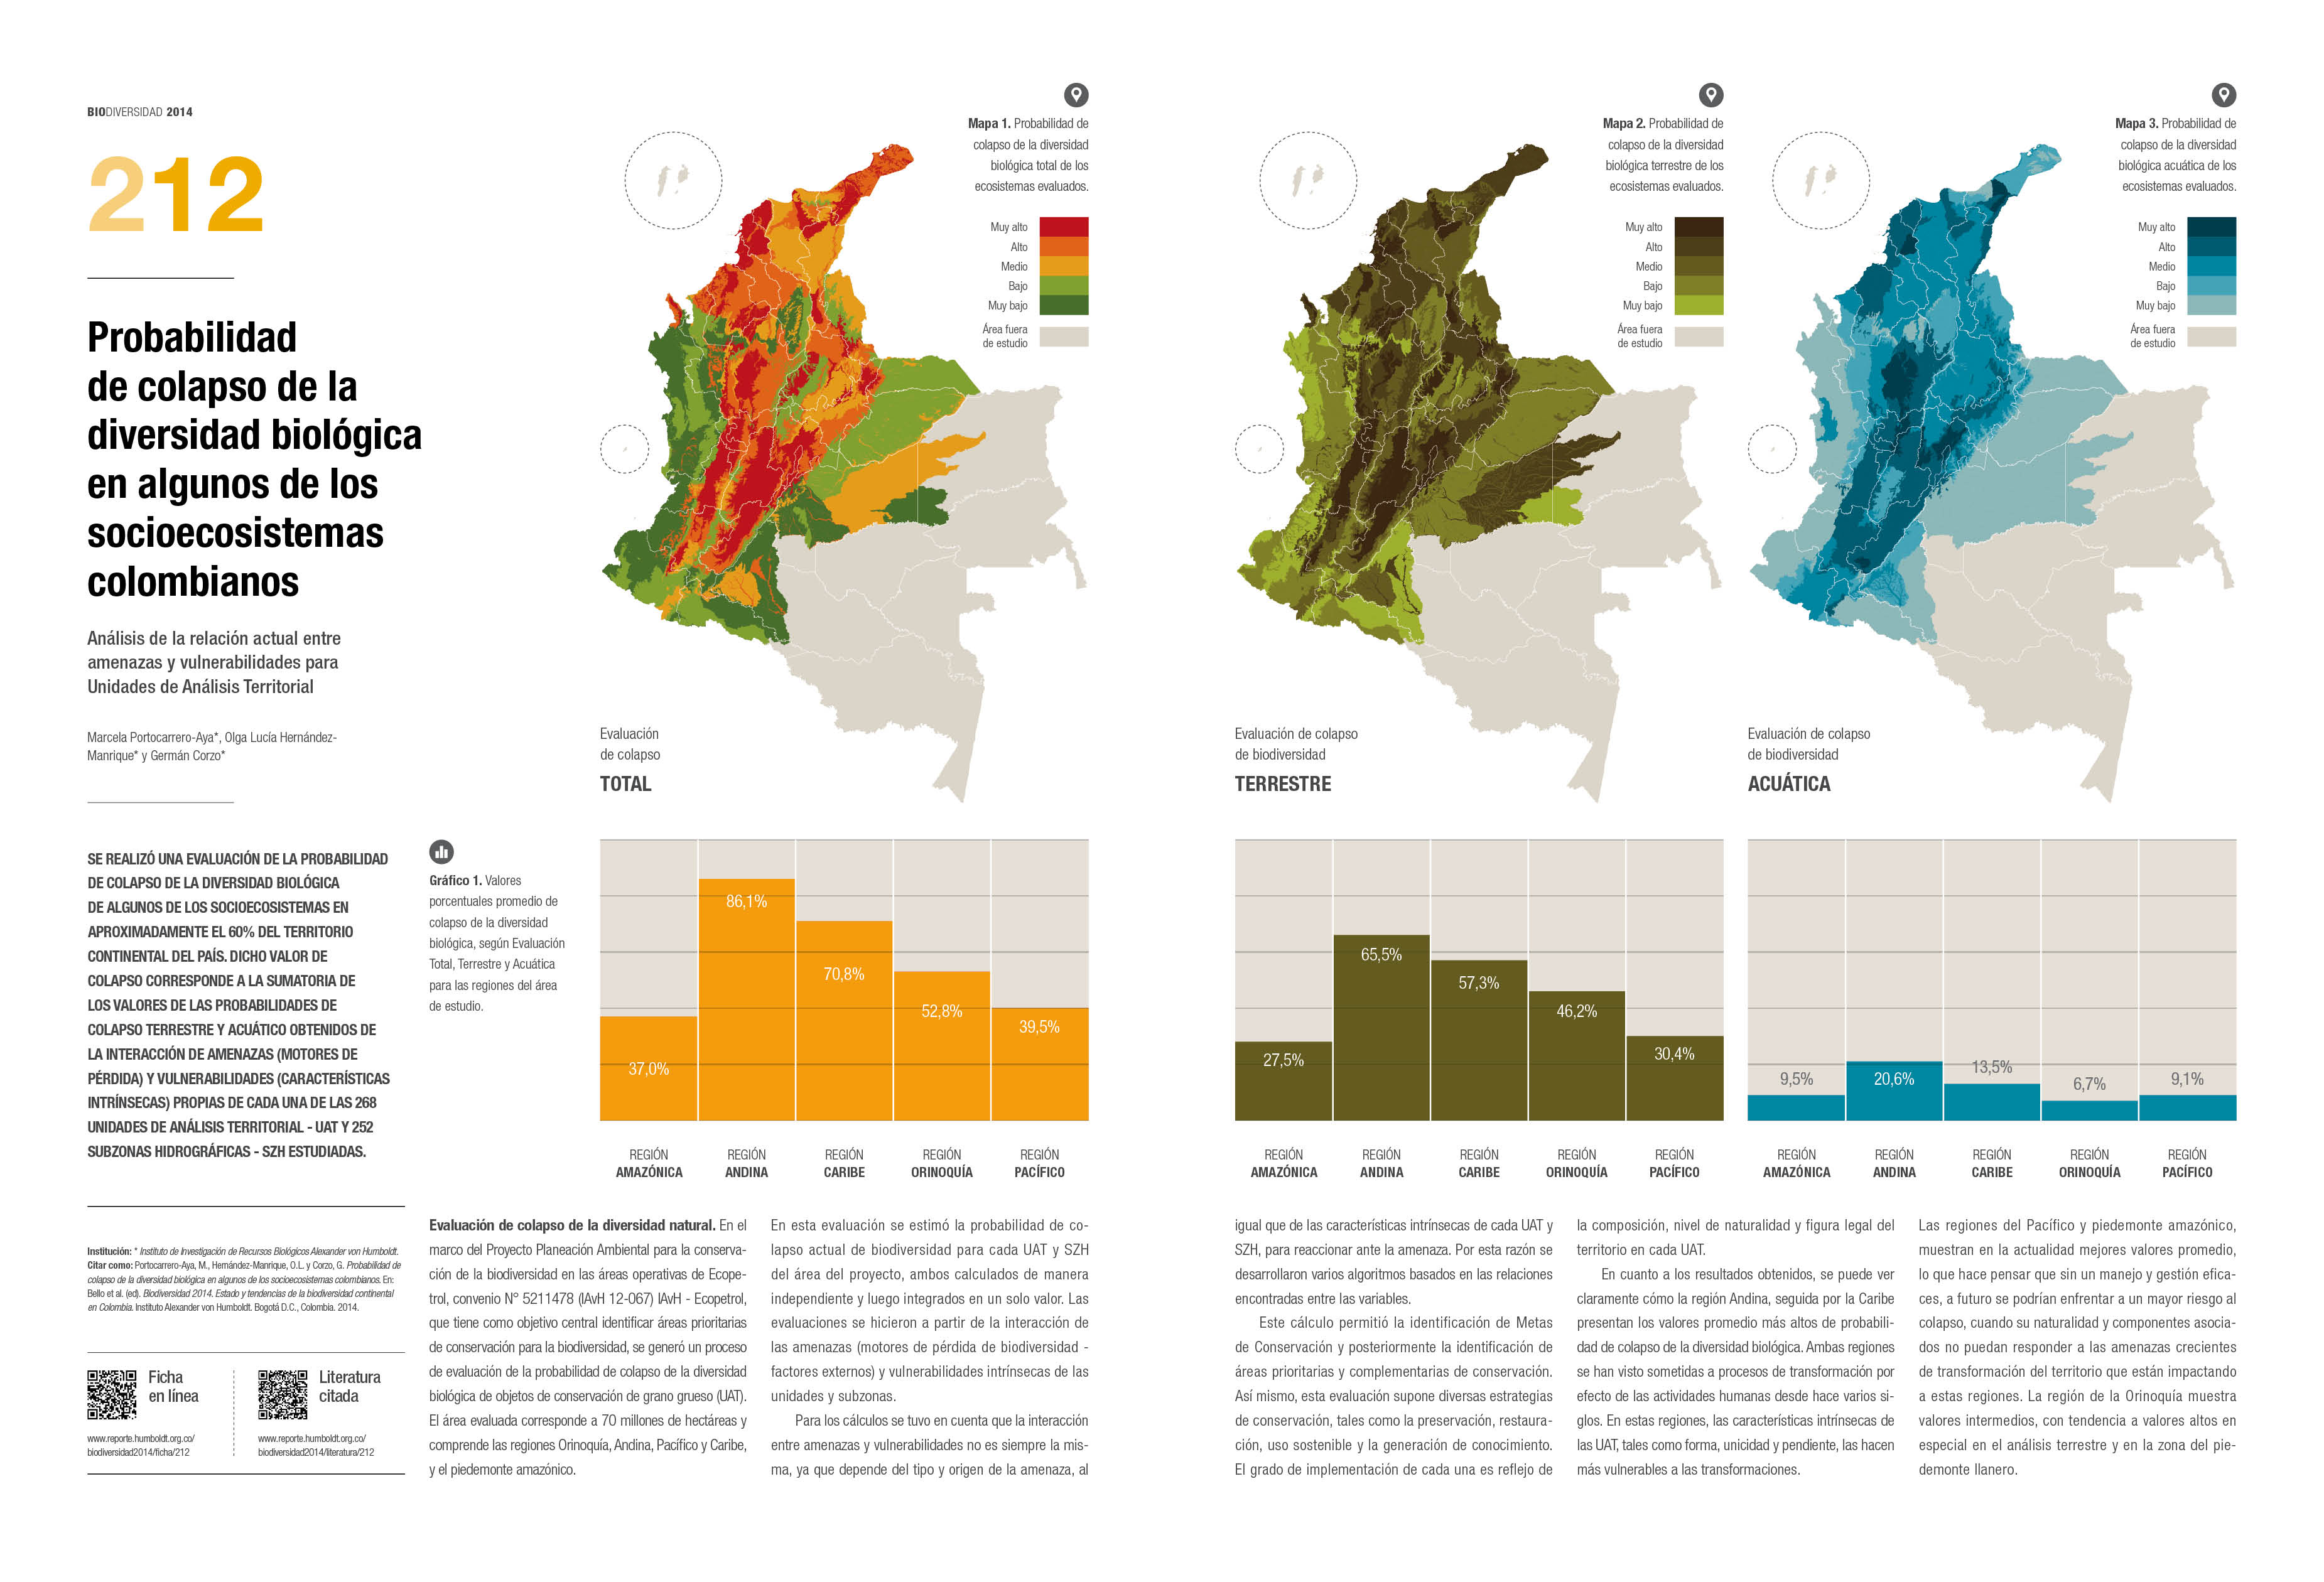 BIODIVERSIDAD 2014
212
Probabilidad
de colapso de la
diversidad biológica
en algunos de los
socioecosistemas
colombianos
Análisis de la relación actual entre
amenazas y vulnerabilidades para
Unidades de Análisis Territorial
Marcela Portocarrero-Aya*, Olga Lucía Hernández-
Manrique* y Germán Corzo*
SE REALIZÓ UNA EVALUACIÓN DE LA PROBABILIDAD
DE COLAPSO DE LA DIVERSIDAD BIOLÓGICA
DE ALGUNOS DE LOS SOCIOECOSISTEMAS EN
APROXIMADAMENTE EL 60% DEL TERRITORIO
CONTINENTAL DEL PAÍS. DICHO VALOR DE
COLAPSO CORRESPONDE A LA SUMATORIA DE
LOS VALORES DE LAS PROBABILIDADES DE
COLAPSO TERRESTRE Y ACUÁTICO OBTENIDOS DE
LA INTERACCIÓN DE AMENAZAS (MOTORES DE
PÉRDIDA) Y VULNERABILIDADES (CARACTERÍSTICAS
INTRÍNSECAS) PROPIAS DE CADA UNA DE LAS 268
UNIDADES DE ANÁLISIS TERRITORIAL - UAT Y 252
SUBZONAS HIDROGRÁFICAS - SZH ESTUDIADAS.
Institución: * Instituto de Investigación de Recursos Biológicos Alexander von Humboldt.
Citar como: Portocarrero-Aya, M., Hernández-Manrique, O.L. y Corzo, G. Probabilidad de
colapso de la diversidad biológica en algunos de los socioecosistemas colombianos. En:
Bello et al. (ed). Biodiversidad 2014. Estado y tendencias de la biodiversidad continental
en Colombia. Instituto Alexander von Humboldt. Bogotá D.C., Colombia. 2014.
Ficha
en línea
www.reporte.humboldt.org.co/
biodiversidad2014/ficha/212
Literatura
citada
www.reporte.humboldt.org.co/
biodiversidad2014/literatura/212
Mapa 1. Probabilidad de
colapso de la diversidad
biológica total de los
ecosistemas evaluados.
Muy alto
Alto
Medio
Bajo
Muy bajo
Área fuera
de estudio
Evaluación
de colapso
TOTAL
Mapa 2. Probabilidad de
colapso de la diversidad
biológica terrestre de los
ecosistemas evaluados.
Muy alto
Alto
Medio
Bajo
Muy bajo
Área fuera
de estudio
Evaluación de colapso
de biodiversidad
TERRESTRE
Mapa 3. Probabilidad de
colapso de la diversidad
biológica acuática de los
ecosistemas evaluados.
Muy alto
Alto
Medio
Bajo
Muy bajo
Área fuera
de estudio
Evaluación de colapso
de biodiversidad
ACUÁTICA
Gráfico 1. Valores
porcentuales promedio de
colapso de la diversidad
biológica, según Evaluación
Total, Terrestre y Acuática
para las regiones del área
de estudio.
37,0%
86,1%
70,8%
52,8%
39,5%
REGIÓN
AMAZÓNICA
REGIÓN
ANDINA
REGIÓN
CARIBE
REGIÓN
ORINOQUÍA
REGIÓN
PACÍFICO
27,5%
65,5%
57,3%
46,2%
30,4%
REGIÓN
AMAZÓNICA
REGIÓN
ANDINA
REGIÓN
CARIBE
REGIÓN
ORINOQUÍA
REGIÓN
PACÍFICO
9,5%
20,6%
13,5%
6,7%
9,1%
REGIÓN
AMAZÓNICA
REGIÓN
ANDINA
REGIÓN
CARIBE
REGIÓN
ORINOQUÍA
REGIÓN
PACÍFICO
Evaluación de colapso de la diversidad natural. En el
marco del Proyecto Planeación Ambiental para la conserva-
ción de la biodiversidad en las áreas operativas de Ecope-
trol, convenio N° 5211478 (IAvH 12-067) IAvH - Ecopetrol,
que tiene como objetivo central identificar áreas prioritarias
de conservación para la biodiversidad, se generó un proceso
de evaluación de la probabilidad de colapso de la diversidad
biológica de objetos de conservación de grano grueso (UAT).
El área evaluada corresponde a 70 millones de hectáreas y
comprende las regiones Orinoquía, Andina, Pacífico y Caribe,
y el piedemonte amazónico.
En esta evaluación se estimó la probabilidad de co-
lapso actual de biodiversidad para cada UAT y SZH
del área del proyecto, ambos calculados de manera
independiente y luego integrados en un solo valor. Las
evaluaciones se hicieron a partir de la interacción de
las amenazas (motores de pérdida de biodiversidad -
factores externos) y vulnerabilidades intrínsecas de las
unidades y subzonas.
Para los cálculos se tuvo en cuenta que la interacción
entre amenazas y vulnerabilidades no es siempre la mis-
ma, ya que depende del tipo y origen de la amenaza, al
igual que de las características intrínsecas de cada UAT y
SZH, para reaccionar ante la amenaza. Por esta razón se
desarrollaron varios algoritmos basados en las relaciones
encontradas entre las variables.
Este cálculo permitió la identificación de Metas
de Conservación y posteriormente la identificación de
áreas prioritarias y complementarias de conservación.
Así mismo, esta evaluación supone diversas estrategias
de conservación, tales como la preservación, restaura-
ción, uso sostenible y la generación de conocimiento.
El grado de implementación de cada una es reflejo de
la composición, nivel de naturalidad y figura legal del
territorio en cada UAT.
En cuanto a los resultados obtenidos, se puede ver
claramente cómo la región Andina, seguida por la Caribe
presentan los valores promedio más altos de probabili-
dad de colapso de la diversidad biológica. Ambas regiones
se han visto sometidas a procesos de transformación por
efecto de las actividades humanas desde hace varios si-
glos. En estas regiones, las características intrínsecas de
las UAT, tales como forma, unicidad y pendiente, las hacen
más vulnerables a las transformaciones.
Las regiones del Pacífico y piedemonte amazónico,
muestran en la actualidad mejores valores promedio,
lo que hace pensar que sin un manejo y gestión efica-
ces, a futuro se podrían enfrentar a un mayor riesgo al
colapso, cuando su naturalidad y componentes asocia-
dos no puedan responder a las amenazas crecientes
de transformación del territorio que están impactando
a estas regiones. La región de la Orinoquía muestra
valores intermedios, con tendencia a valores altos en
especial en el análisis terrestre y en la zona del pie-
demonte llanero.